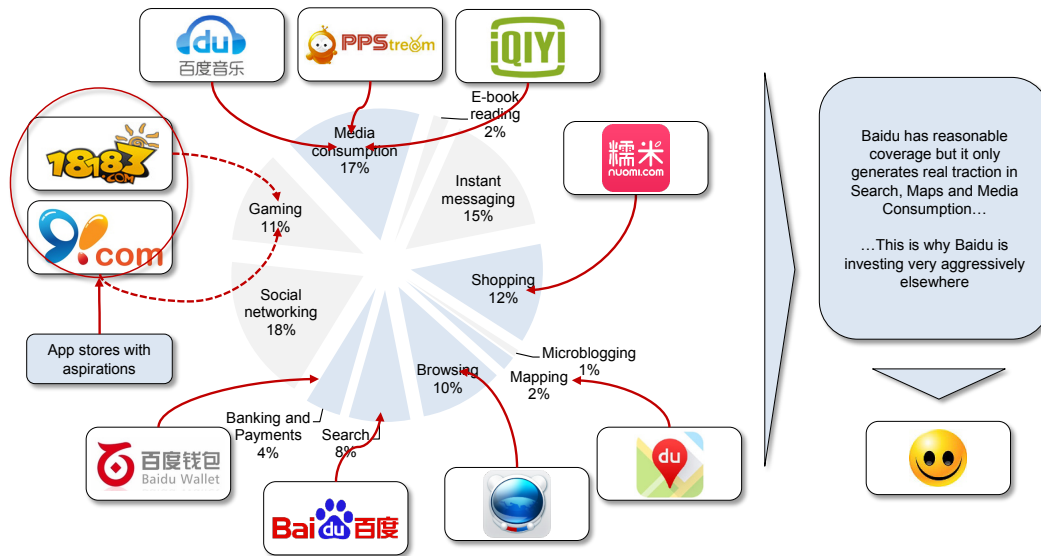 du
百度音乐
PPStream
iQIYI
18183
.COM
9!.com
App stores with
aspirations
Media
consumption
17%
E-book
reading
2%
Instant
messaging
15%
Gaming
11%
Social
networking
18%
Shopping
12%
Microblogging
1%
Mapping
2%
Browsing
10%
Search
8%
Banking and
Payments
4%
糯米
nuomi.com
百度钱包
Baidu Wallet
Bai du 百度
du
Baidu has reasonable
coverage but it only
generates real traction in
Search, Maps and Media
Consumption…
…This is why Baidu is
investing very aggressively
elsewhere